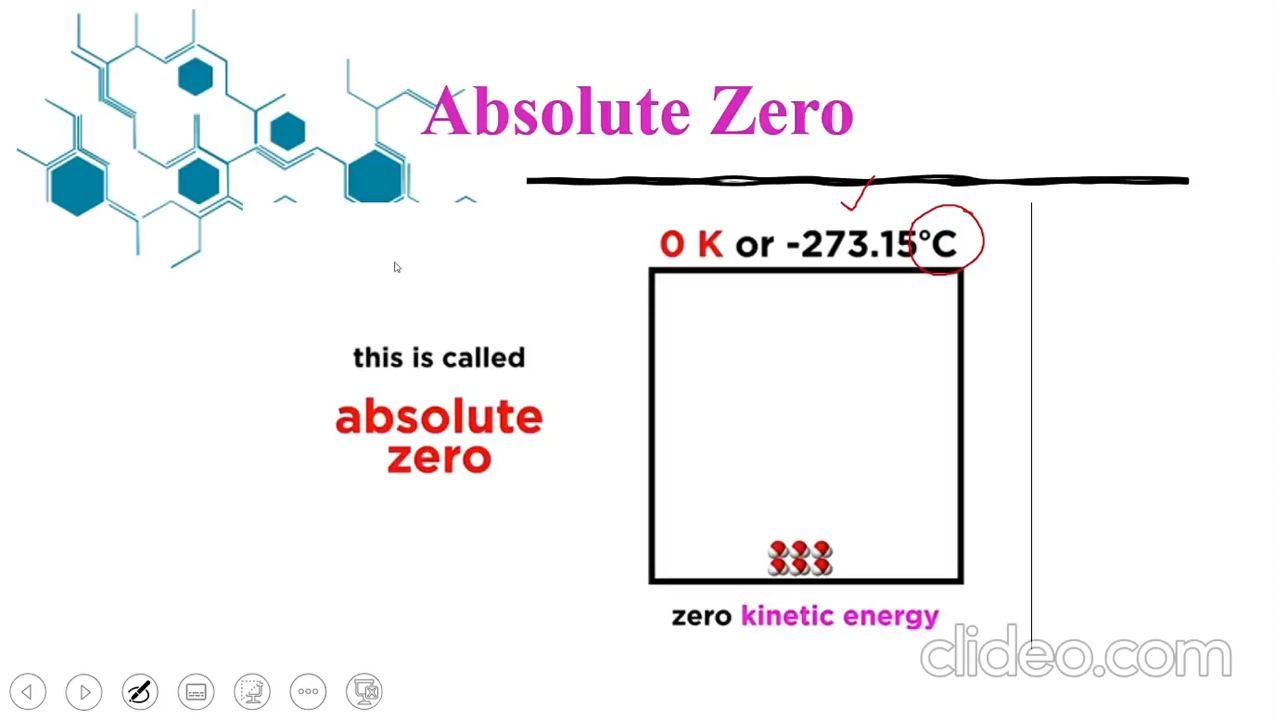 Absolute Zero
0 K or -273.15°C
this is called
absolute
zero
zero kinetic energy
clideo.com